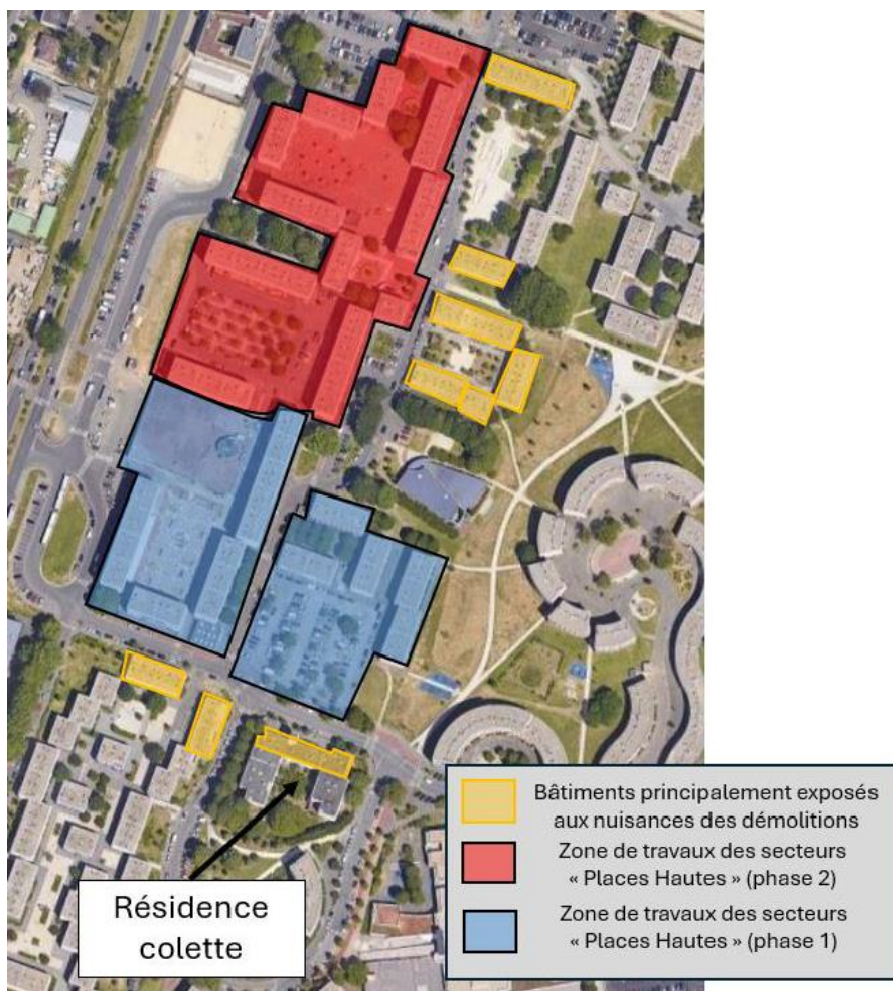 Résidence
colette
Bâtiments principalement exposés
aux nuisances des démolitions
Zone de travaux des secteurs
« Places Hautes » (phase 2)
Zone de travaux des secteurs
« Places Hautes » (phase 1)